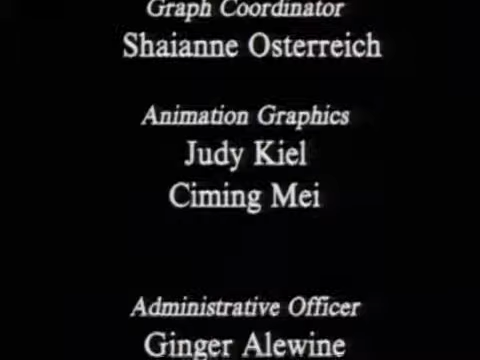 Graph Coordinator
Shaianne Osterreich
Animation Graphics
Judy Kiel
Ciming Mei
Administrative Officer
Ginger Alewine